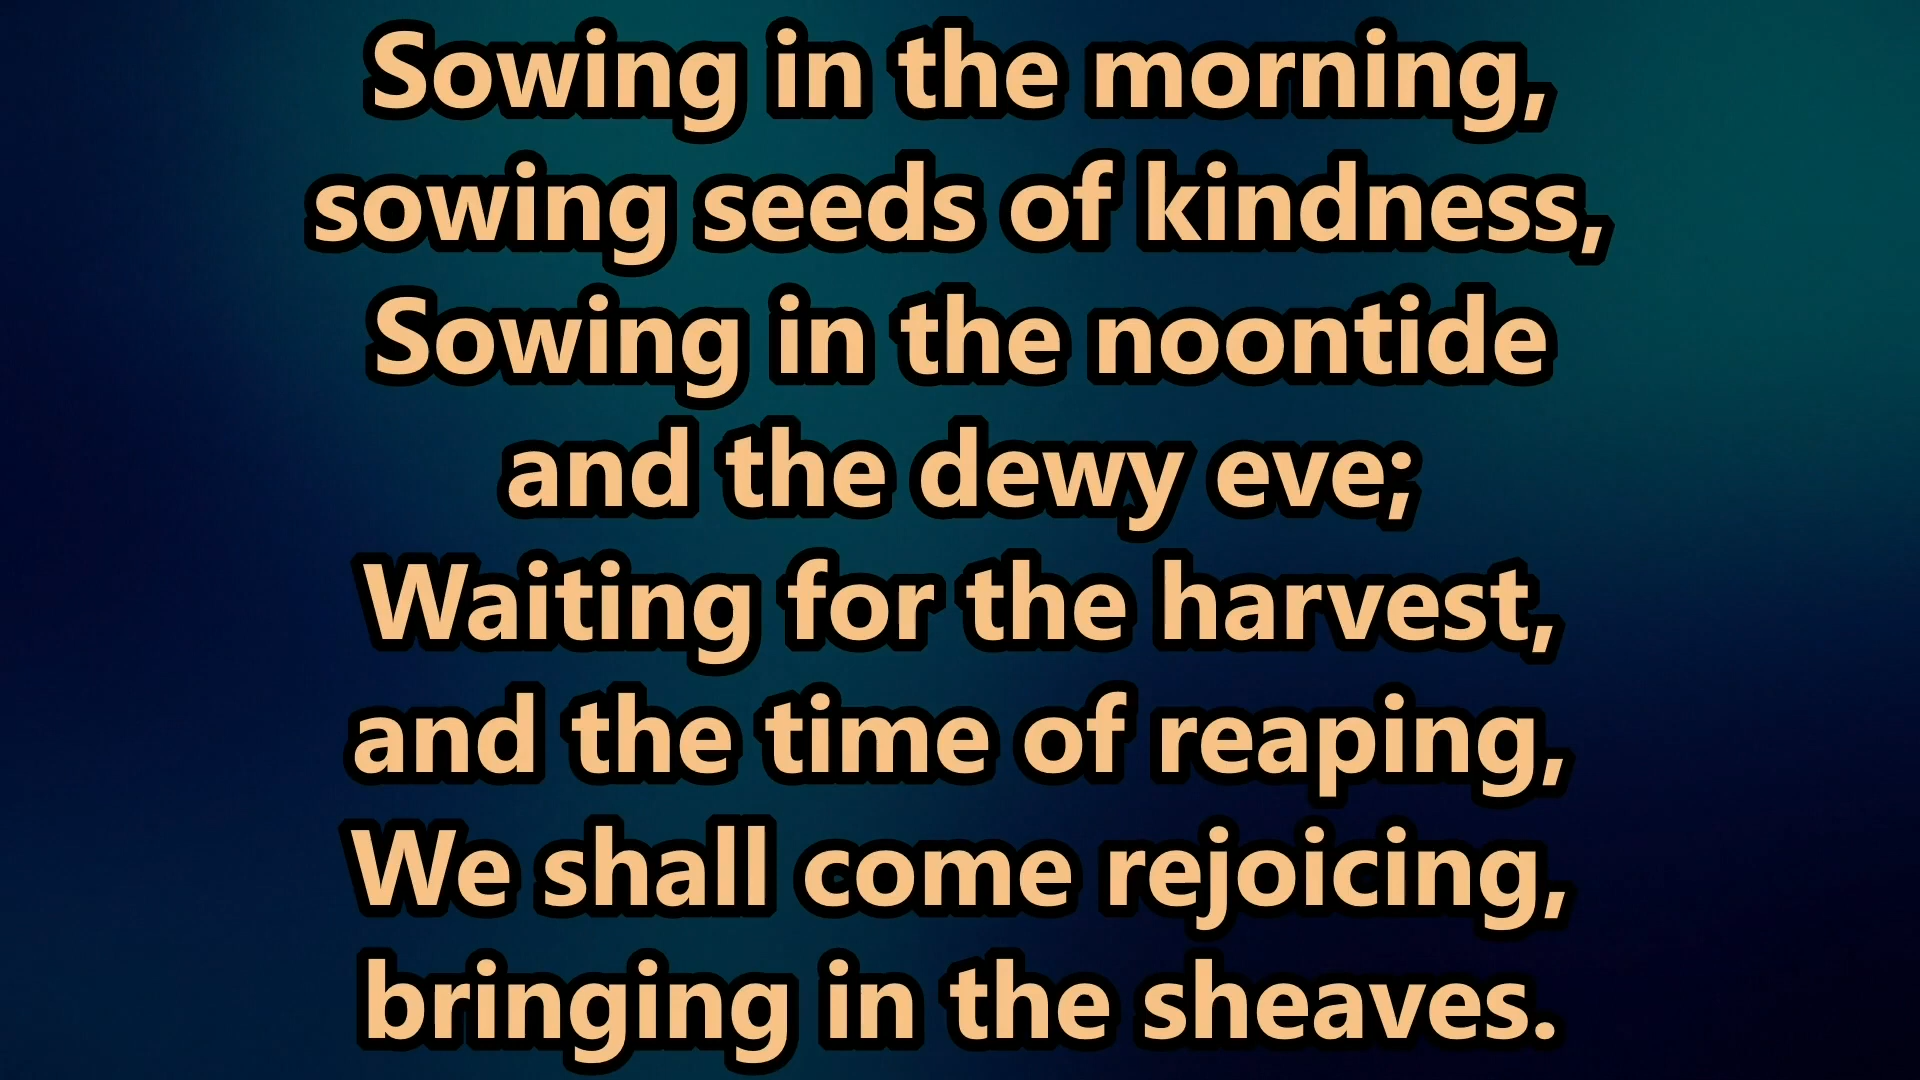 Sowing in the morning,
sowing seeds of kindness,
Sowing in the noontide
and the dewy eve;
Waiting for the harvest,
and the time of reaping,
We shall come rejoicing,
bringing in the sheaves.